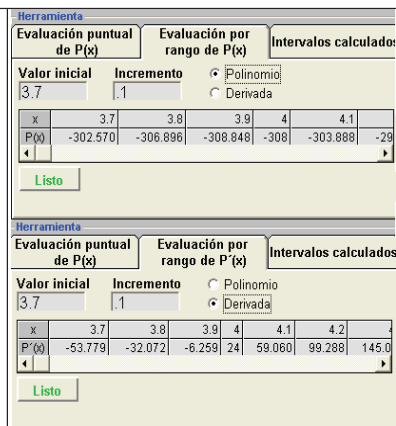 Herramienta
Evaluación puntual de P(x) Evaluación por rango de P(x) Intervalos calculados
Valor inicial Incremento Polinomio
3.7 .1 Derivada
x 3.7 3.8 3.9 4 4.1
P(x) -302.570 -306.896 -308.848 -308 -303.888 -29
Listo
Herramienta
Evaluación puntual de P(x) Evaluación por rango de P´(x) Intervalos calculados
Valor inicial Incremento Polinomio
3.7 .1 Derivada
x 3.7 3.8 3.9 4 4.1 4.2
P´(x) -53.779 -32.072 -6.259 24 59.060 99.288 145.0
Listo